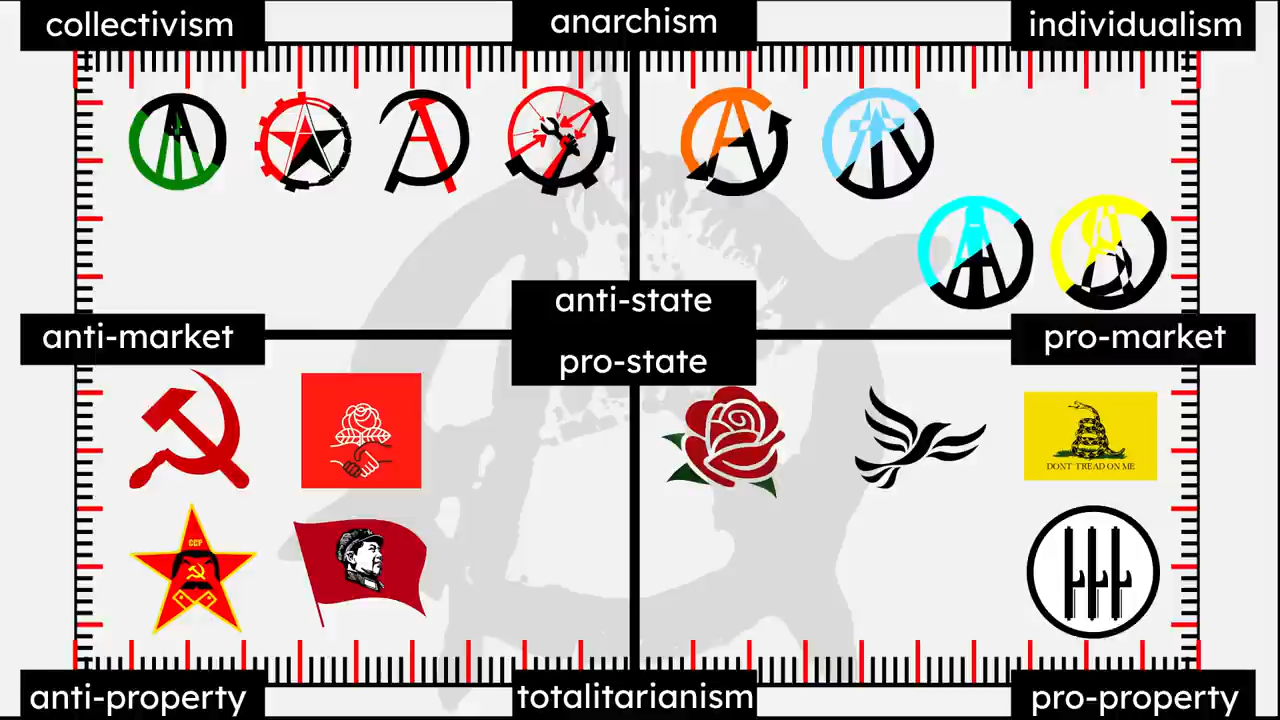 collectivism
anarchism
individualism
anti-state
anti-market
pro-market
pro-state
DONT TREAD ON ME
CCP
anti-property
totalitarianism
pro-property